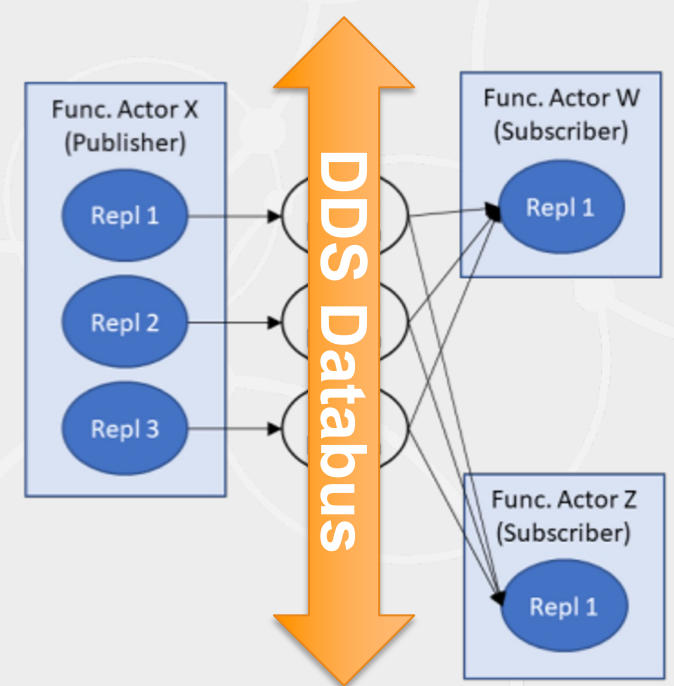 Func. Actor X
(Publisher)
Repl 1
Repl 2
Repl 3
DDS Databus
Func. Actor W
(Subscriber)
Repl 1
Func. Actor Z
(Subscriber)
Repl 1